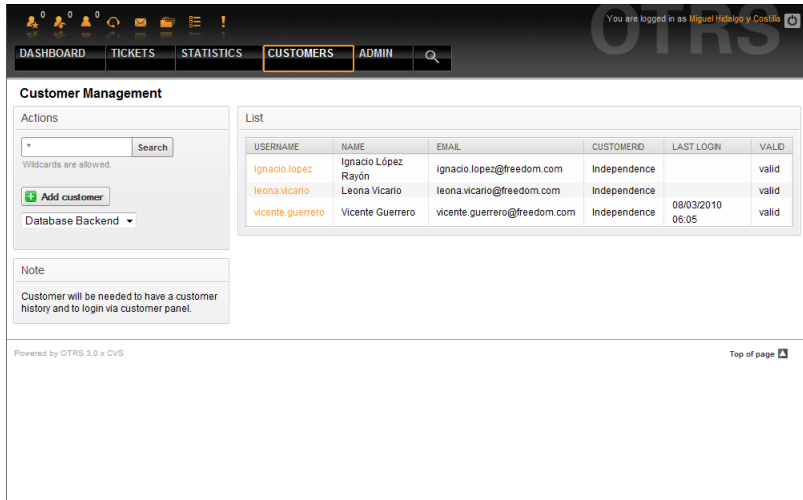 0 0 0
You are logged in as Miguel Hidalgo y Costilla
OTRS
DASHBOARD TICKETS STATISTICS CUSTOMERS ADMIN
Customer Management
Actions
*
Search
Wildcards are allowed.
Add customer
Database Backend
Note
Customer will be needed to have a customer
history and to login via customer panel.
List
USERNAME NAME EMAIL CUSTOMERID LAST LOGIN VALID
ignacio.lopez Ignacio López Rayón ignacio.lopez@freedom.com Independence valid
leona.vicario Leona Vicario leona.vicario@freedom.com Independence valid
vicente.guerrero Vicente Guerrero vicente.guerrero@freedom.com Independence 08/03/2010 06:05 valid
Powered by OTRS 3.0.x CVS
Top of page